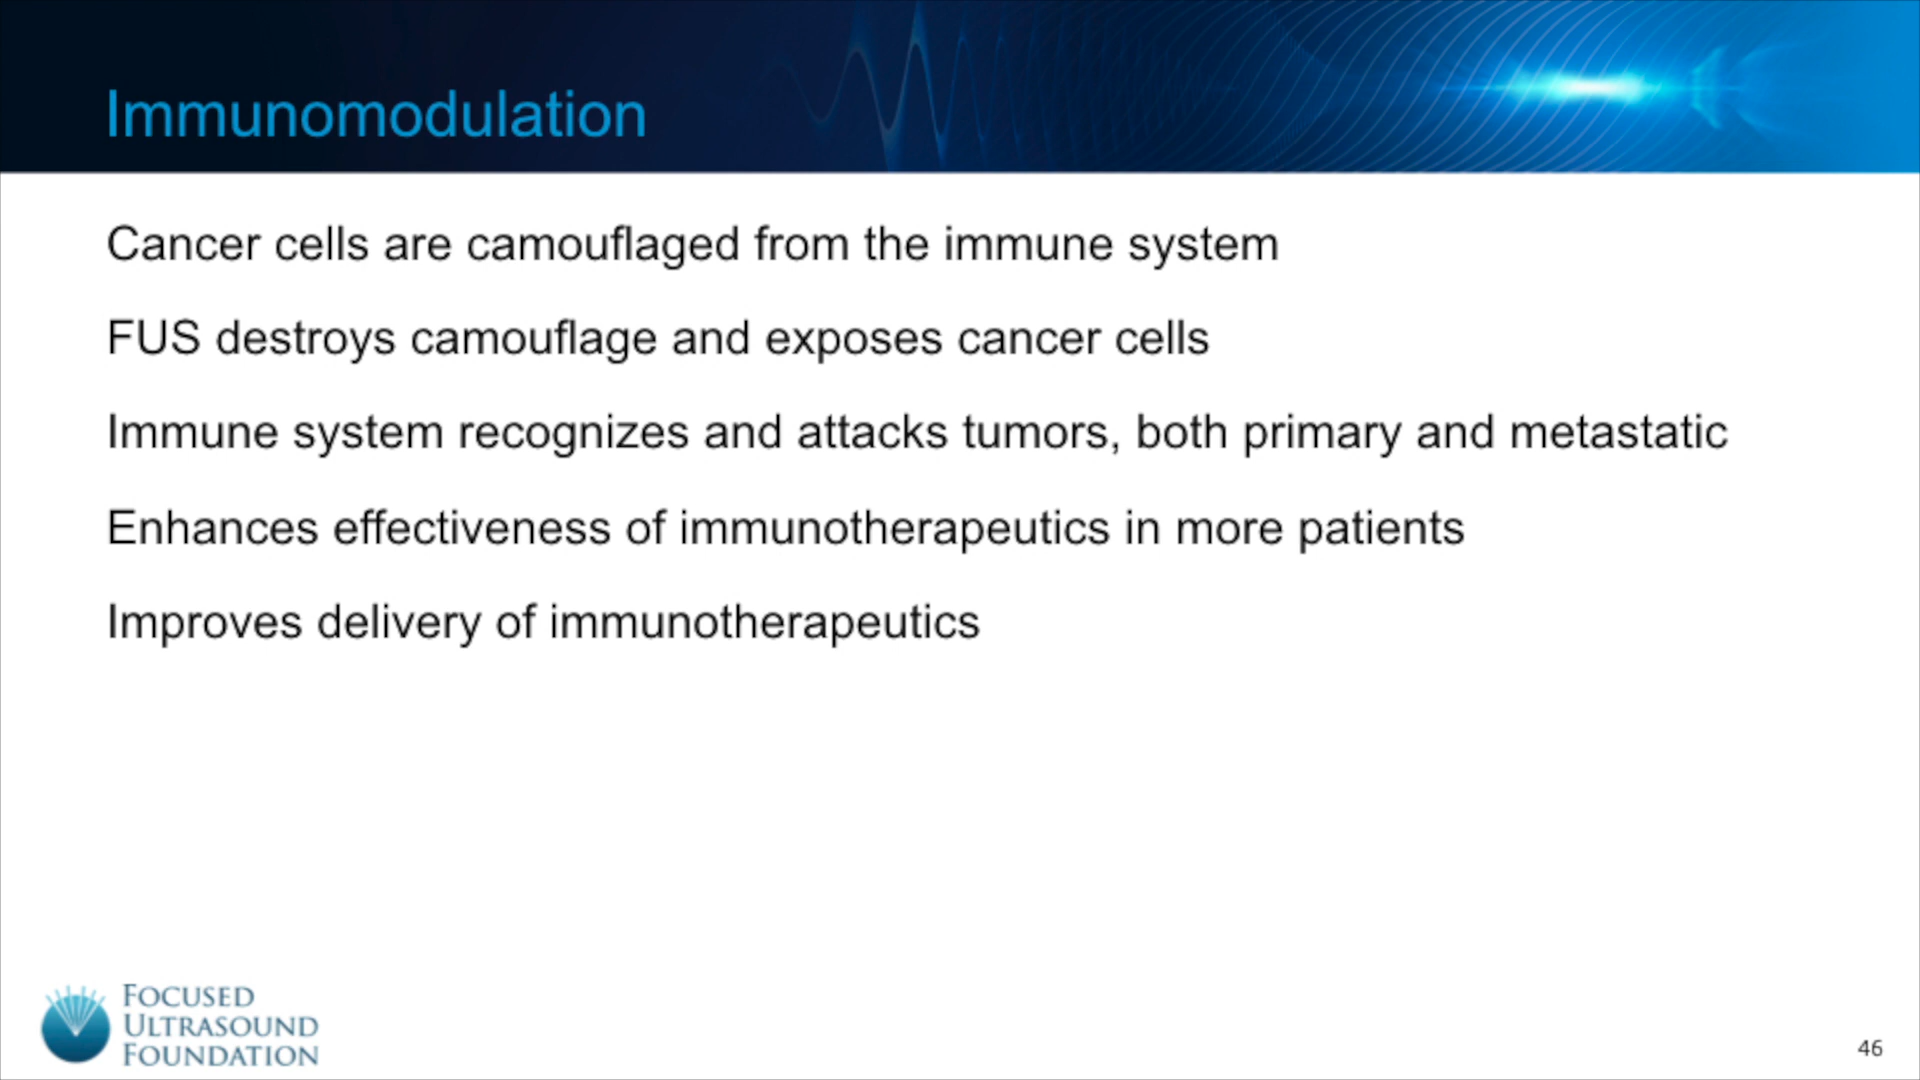 Immunomodulation
Cancer cells are camouflaged from the immune system
FUS destroys camouflage and exposes cancer cells
Immune system recognizes and attacks tumors, both primary and metastatic
Enhances effectiveness of immunotherapeutics in more patients
Improves delivery of immunotherapeutics
FOCUSED
ULTRASOUND
FOUNDATION
46